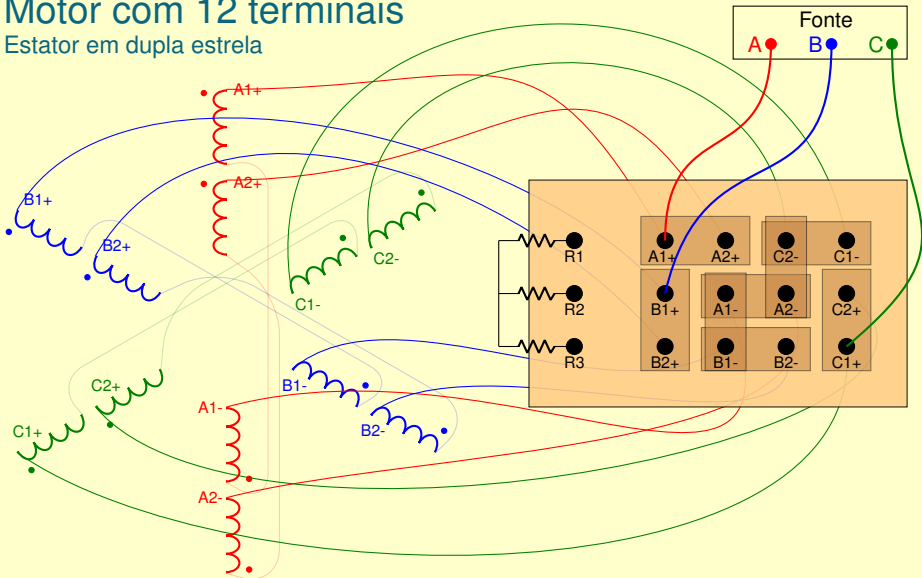 Motor com 12 terminais
Estator em dupla estrela
Fonte
A B C
A1+
A2+
B1+
B2+
C2-
C1-
R1 A1+ A2+ C2- C1-
R2 B1+ A1- A2- C2+
R3 B2+ B1- B2- C1+
B1-
C2+
A1-
B2-
C1+
A2-